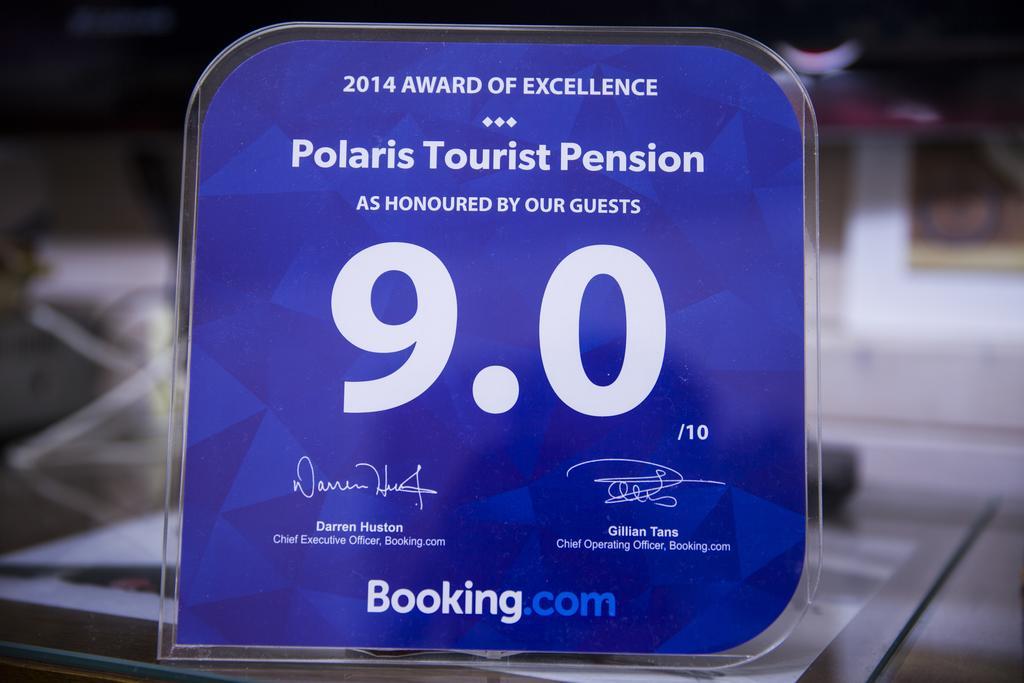 2014 AWARD OF EXCELLENCE
Polaris Tourist Pension
AS HONOURED BY OUR GUESTS
9.0
/10
Darren Huston
Chief Executive Officer, Booking.com
Gillian Tans
Chief Operating Officer, Booking.com
Booking.com